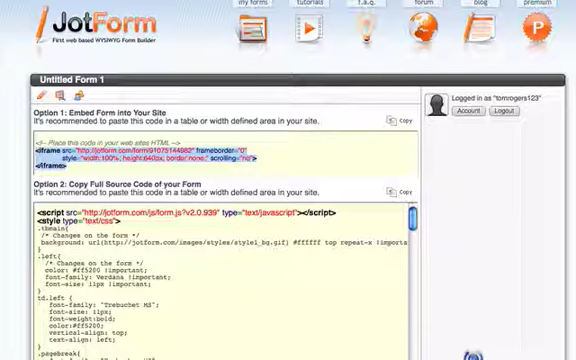 my forms
tutorials
f.a.q.
forum
blog
premium
JotForm
First web based WYSIWYG Form Builder
P
Untitled Form 1
Logged in as "tomrogers123"
Account
Logout
Option 1: Embed Form into Your Site
It's recommended to paste this code in a table or width defined area in your site.
Copy
<!-- Place this code in your web sites HTML -->
<iframe src="http://jotform.com/form/91075144982" frameborder="0"
style="width:100%; height:640px; border:none;" scrolling="no">
</iframe>
Option 2: Copy Full Source Code of your Form
It's recommended to paste this code in a table or width defined area in your site.
Copy
<script src="http://jotform.com/js/form.js?v2.0.939" type="text/javascript"></script>
<style type="text/css">
.tbmain{
/* Changes on the form */
background: url(http://jotform.com/images/styles/style1_bg.gif) #ffffff top repeat-x !importa
}
.left{
/* Changes on the form */
color: #ff5200 !important;
font-family: Verdana !important;
font-size: 11px !important;
}
td.left {
font-family: "Trebuchet MS";
font-size: 11px;
font-weight:bold;
color:#ff5200;
vertical-align: top;
text-align: left;
}
.pagebreak{